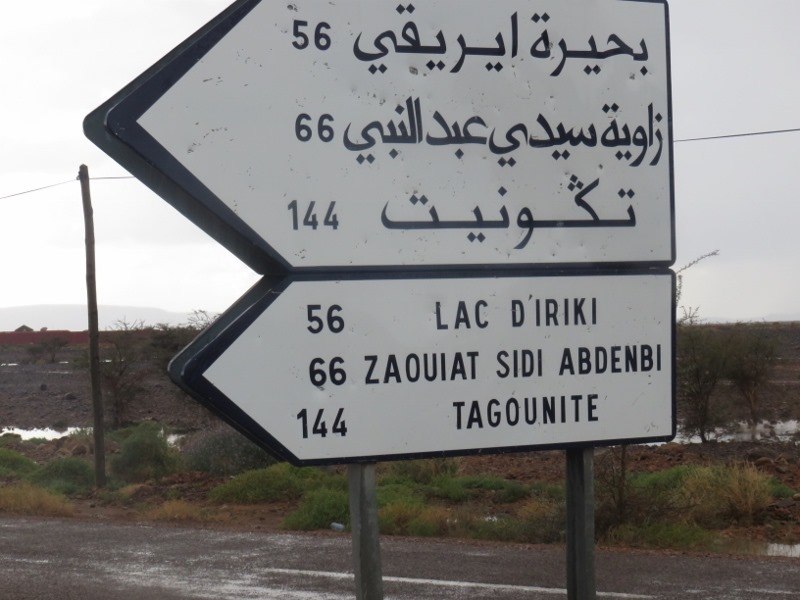 بحيرة ايريقي 56
زاوية سيدي عبد النبي 66
تڭونيت 144
56 LAC D'IRIKI
66 ZAOUIAT SIDI ABDENBI
144 TAGOUNITE